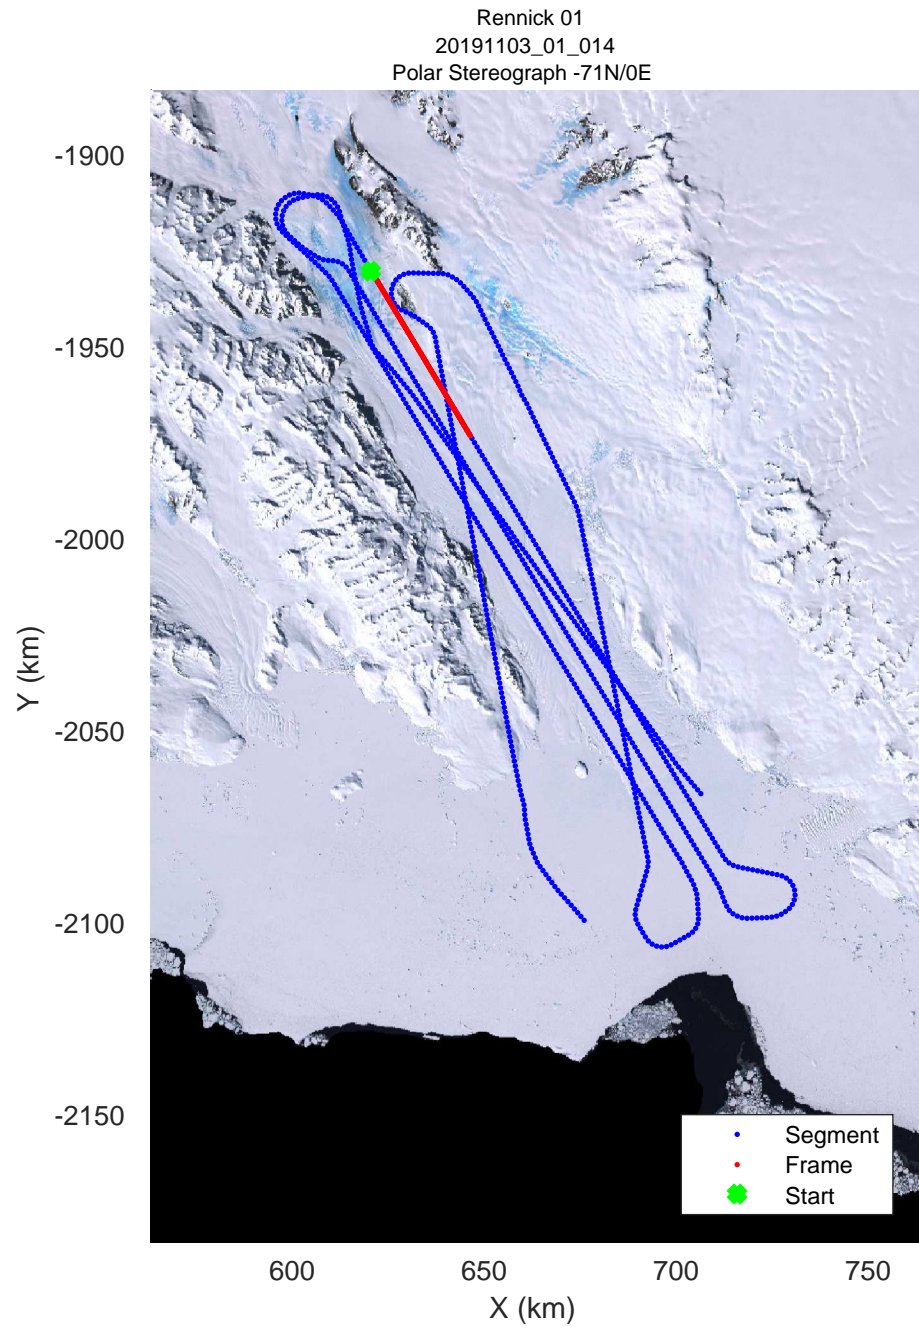 Rennick 01
20191103_01_014
Polar Stereograph -71N/0E
-1900
-1950
-2000
-2050
-2100
-2150
Y (km)
Segment
Frame
Start
600
650
700
750
X (km)